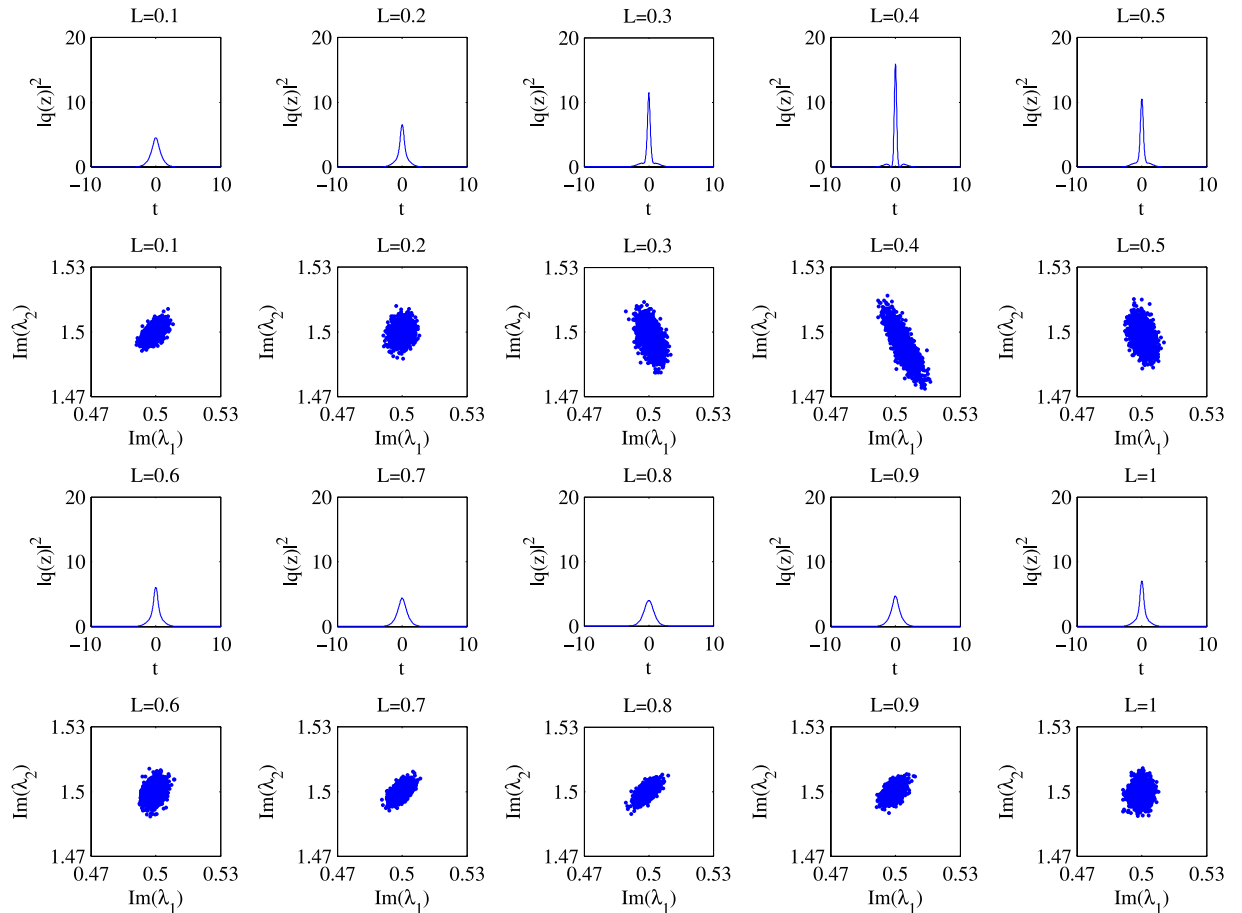 L=0.1 L=0.2 L=0.3 L=0.4 L=0.5
20 20 20 20 20
|q(z)|² |q(z)|² |q(z)|² |q(z)|² |q(z)|²
10 10 10 10 10
0 0 0 0 0
−10 0 10 −10 0 10 −10 0 10 −10 0 10 −10 0 10
t t t t t
L=0.1 L=0.2 L=0.3 L=0.4 L=0.5
1.53 1.53 1.53 1.53 1.53
Im(λ₂) Im(λ₂) Im(λ₂) Im(λ₂) Im(λ₂)
1.5 1.5 1.5 1.5 1.5
1.47 1.47 1.47 1.47 1.47
0.47 0.5 0.53 0.47 0.5 0.53 0.47 0.5 0.53 0.47 0.5 0.53 0.47 0.5 0.53
Im(λ₁) Im(λ₁) Im(λ₁) Im(λ₁) Im(λ₁)
L=0.6 L=0.7 L=0.8 L=0.9 L=1
20 20 20 20 20
|q(z)|² |q(z)|² |q(z)|² |q(z)|² |q(z)|²
10 10 10 10 10
0 0 0 0 0
−10 0 10 −10 0 10 −10 0 10 −10 0 10 −10 0 10
t t t t t
L=0.6 L=0.7 L=0.8 L=0.9 L=1
1.53 1.53 1.53 1.53 1.53
Im(λ₂) Im(λ₂) Im(λ₂) Im(λ₂) Im(λ₂)
1.5 1.5 1.5 1.5 1.5
1.47 1.47 1.47 1.47 1.47
0.47 0.5 0.53 0.47 0.5 0.53 0.47 0.5 0.53 0.47 0.5 0.53 0.47 0.5 0.53
Im(λ₁) Im(λ₁) Im(λ₁) Im(λ₁) Im(λ₁)